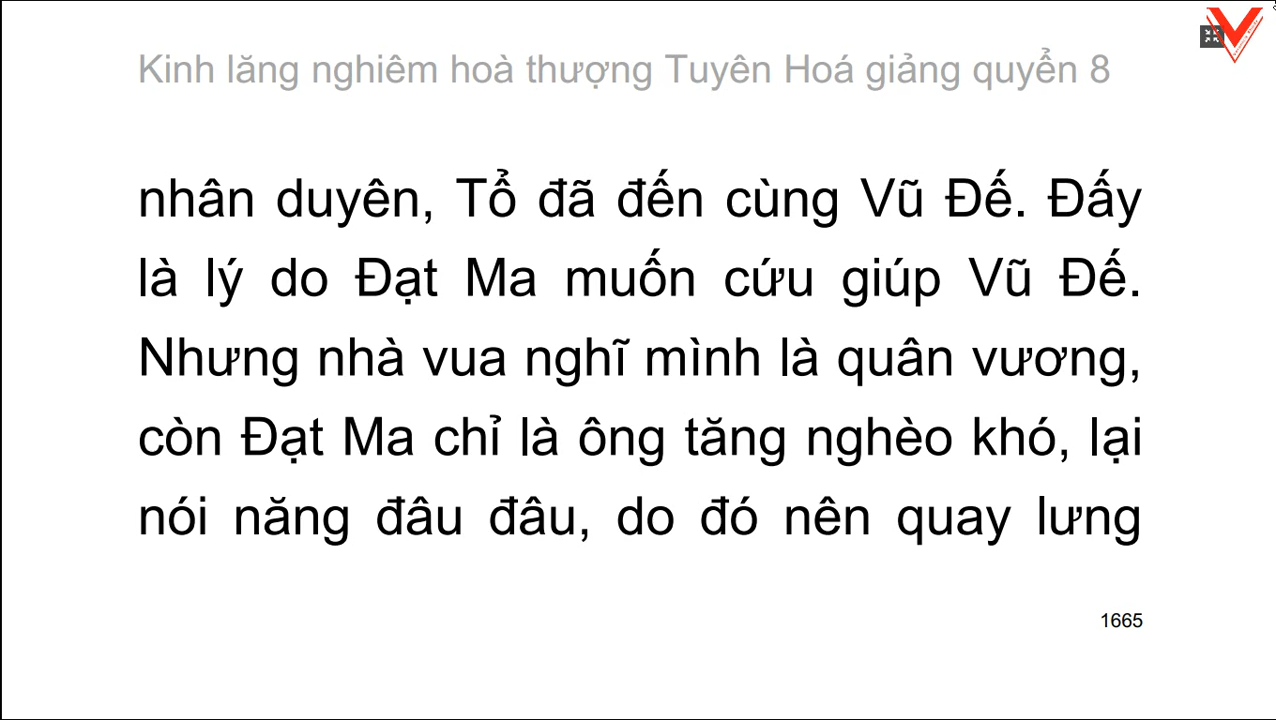 Kinh lăng nghiêm hoà thượng Tuyên Hoá giảng quyển 8
nhân duyên, Tổ đã đến cùng Vũ Đế. Đấy
là lý do Đạt Ma muốn cứu giúp Vũ Đế.
Nhưng nhà vua nghĩ mình là quân vương,
còn Đạt Ma chỉ là ông tăng nghèo khó, lại
nói năng đâu đâu, do đó nên quay lưng
1665